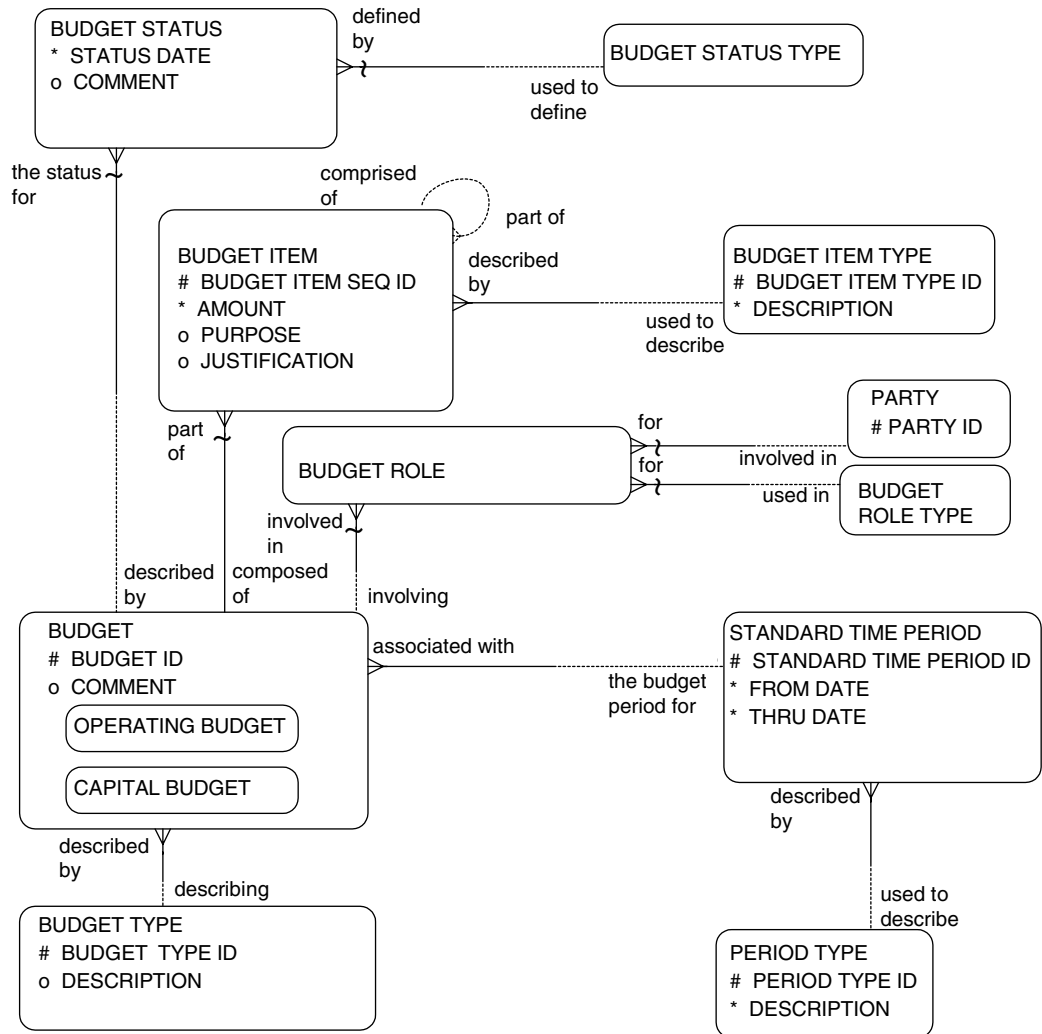 BUDGET STATUS
* STATUS DATE
o COMMENT
defined
by
used to
define
BUDGET STATUS TYPE
the status
for
comprised
of
part of
BUDGET ITEM
# BUDGET ITEM SEQ ID
* AMOUNT
o PURPOSE
o JUSTIFICATION
described
by
used to
describe
BUDGET ITEM TYPE
# BUDGET ITEM TYPE ID
* DESCRIPTION
part
of
BUDGET ROLE
for
involved in
PARTY
# PARTY ID
for
used in
BUDGET
ROLE TYPE
involved
in
described
by
composed
of
involving
BUDGET
# BUDGET ID
o COMMENT
OPERATING BUDGET
CAPITAL BUDGET
associated with
the budget
period for
STANDARD TIME PERIOD
# STANDARD TIME PERIOD ID
* FROM DATE
* THRU DATE
described
by
describing
described
by
used to
describe
BUDGET TYPE
# BUDGET TYPE ID
o DESCRIPTION
PERIOD TYPE
# PERIOD TYPE ID
* DESCRIPTION